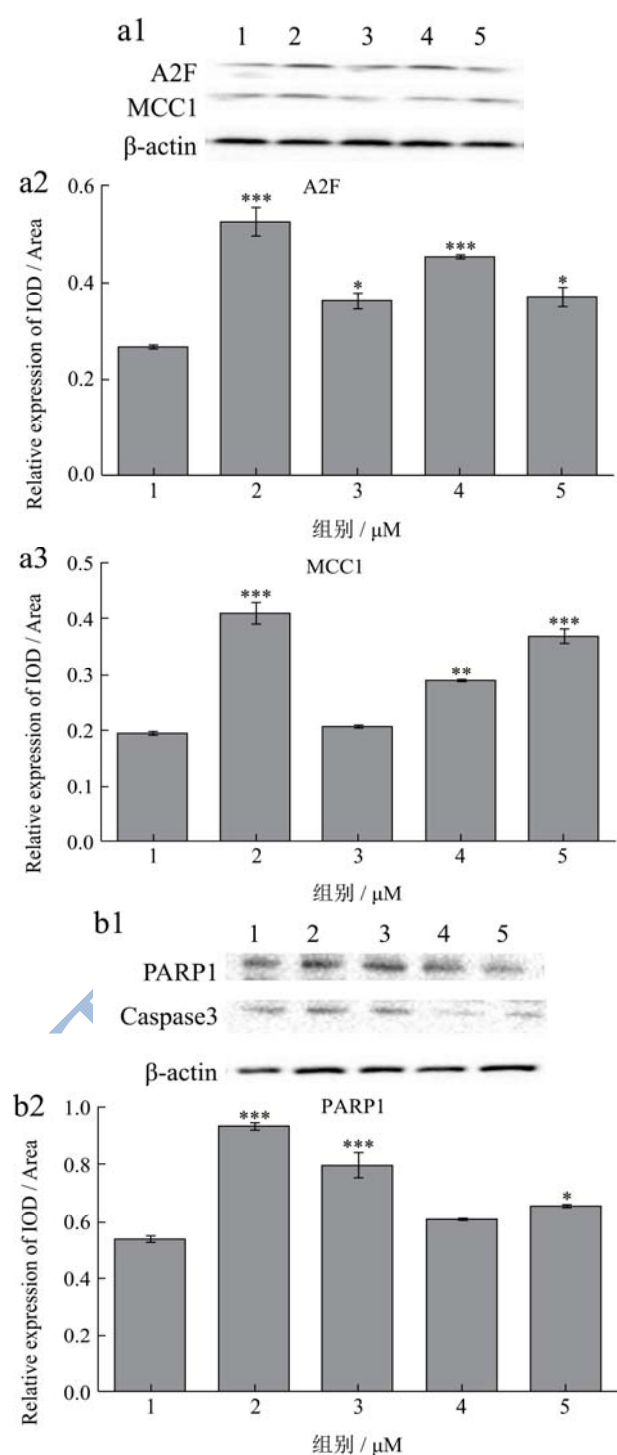 a1
1 2 3 4 5
A2F
MCC1
β-actin
a2
A2F
Relative expression of IOD / Area
0.6
0.4
0.2
0.0
***
*
***
*
1 2 3 4 5
组别 / μM
a3
MCC1
Relative expression of IOD / Area
0.5
0.4
0.3
0.2
0.1
0.0
***
**
***
1 2 3 4 5
组别 / μM
b1
1 2 3 4 5
PARP1
Caspase3
β-actin
b2
PARP1
Relative expression of IOD / Area
1.0
0.8
0.6
0.4
0.2
0.0
***
***
*
1 2 3 4 5
组别 / μM